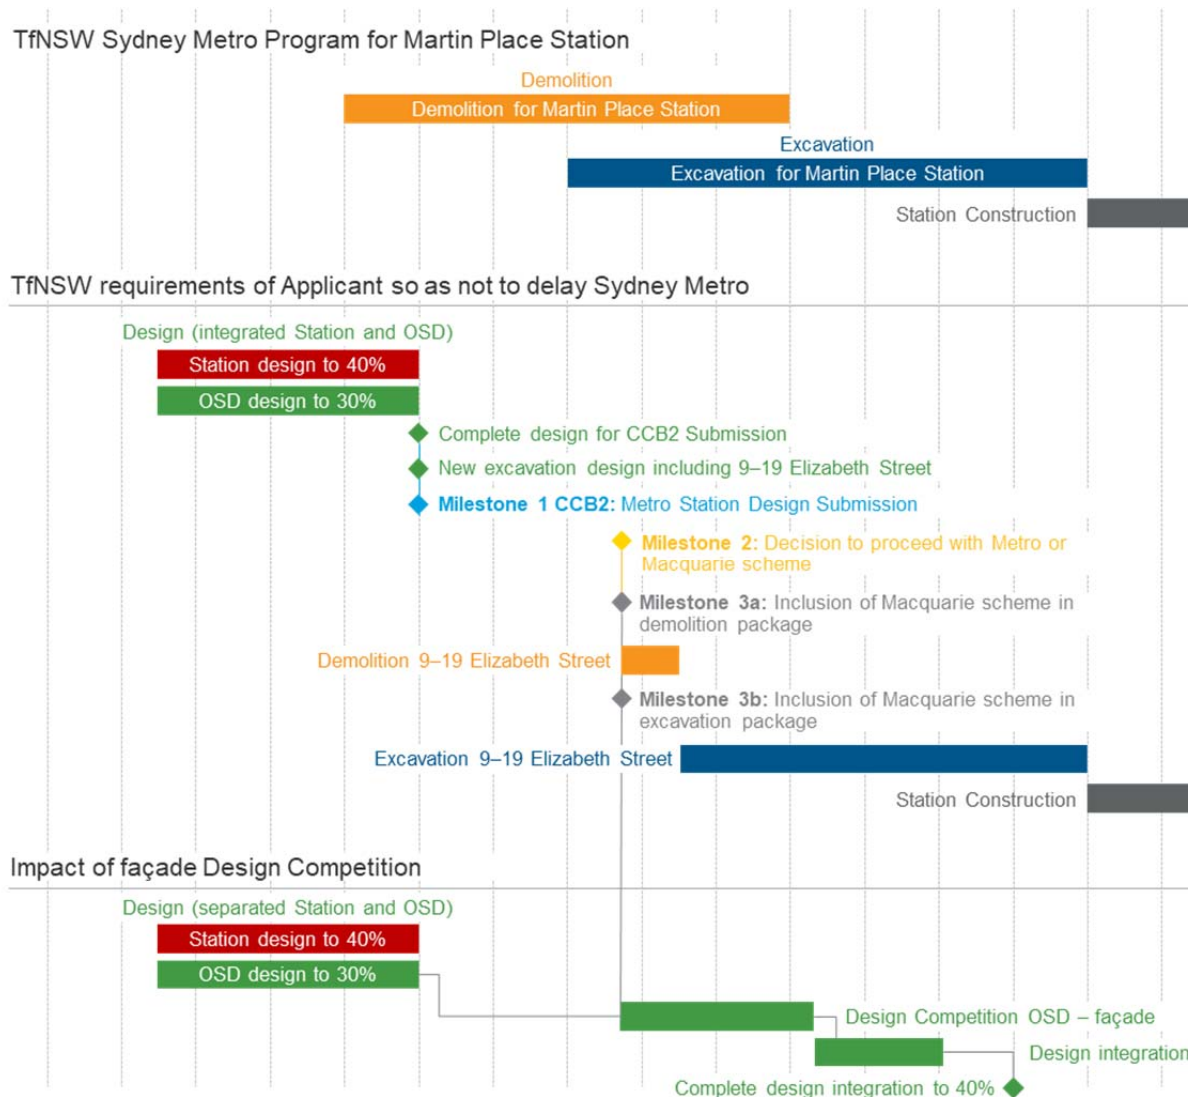 TfNSW Sydney Metro Program for Martin Place Station
Demolition
Demolition for Martin Place Station
Excavation
Excavation for Martin Place Station
Station Construction
TfNSW requirements of Applicant so as not to delay Sydney Metro
Design (integrated Station and OSD)
Station design to 40%
OSD design to 30%
Complete design for CCB2 Submission
New excavation design including 9–19 Elizabeth Street
Milestone 1 CCB2: Metro Station Design Submission
Milestone 2: Decision to proceed with Metro or
Macquarie scheme
Milestone 3a: Inclusion of Macquarie scheme in
demolition package
Demolition 9–19 Elizabeth Street
Milestone 3b: Inclusion of Macquarie scheme in
excavation package
Excavation 9–19 Elizabeth Street
Station Construction
Impact of façade Design Competition
Design (separated Station and OSD)
Station design to 40%
OSD design to 30%
Design Competition OSD – façade
Design integration
Complete design integration to 40%